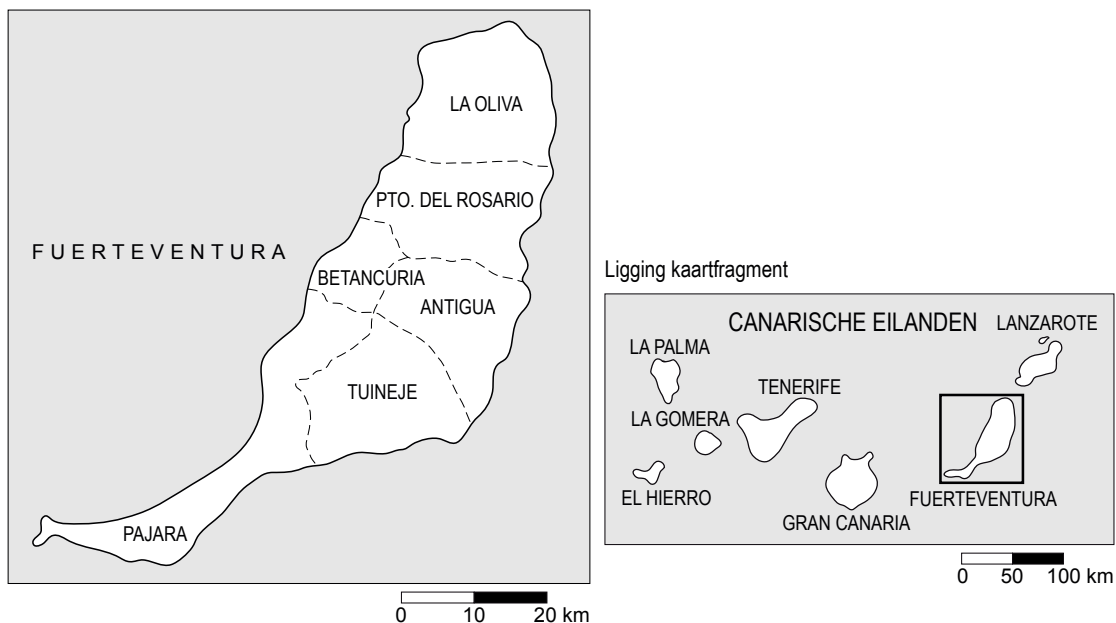 LA OLIVA
PTO. DEL ROSARIO
FUERTEVENTURA
BETANCURIA
ANTIGUA
TUINEJE
PAJARA
0 10 20 km
Ligging kaartfragment
CANARISCHE EILANDEN
LANZAROTE
LA PALMA
TENERIFE
LA GOMERA
EL HIERRO
FUERTEVENTURA
GRAN CANARIA
0 50 100 km